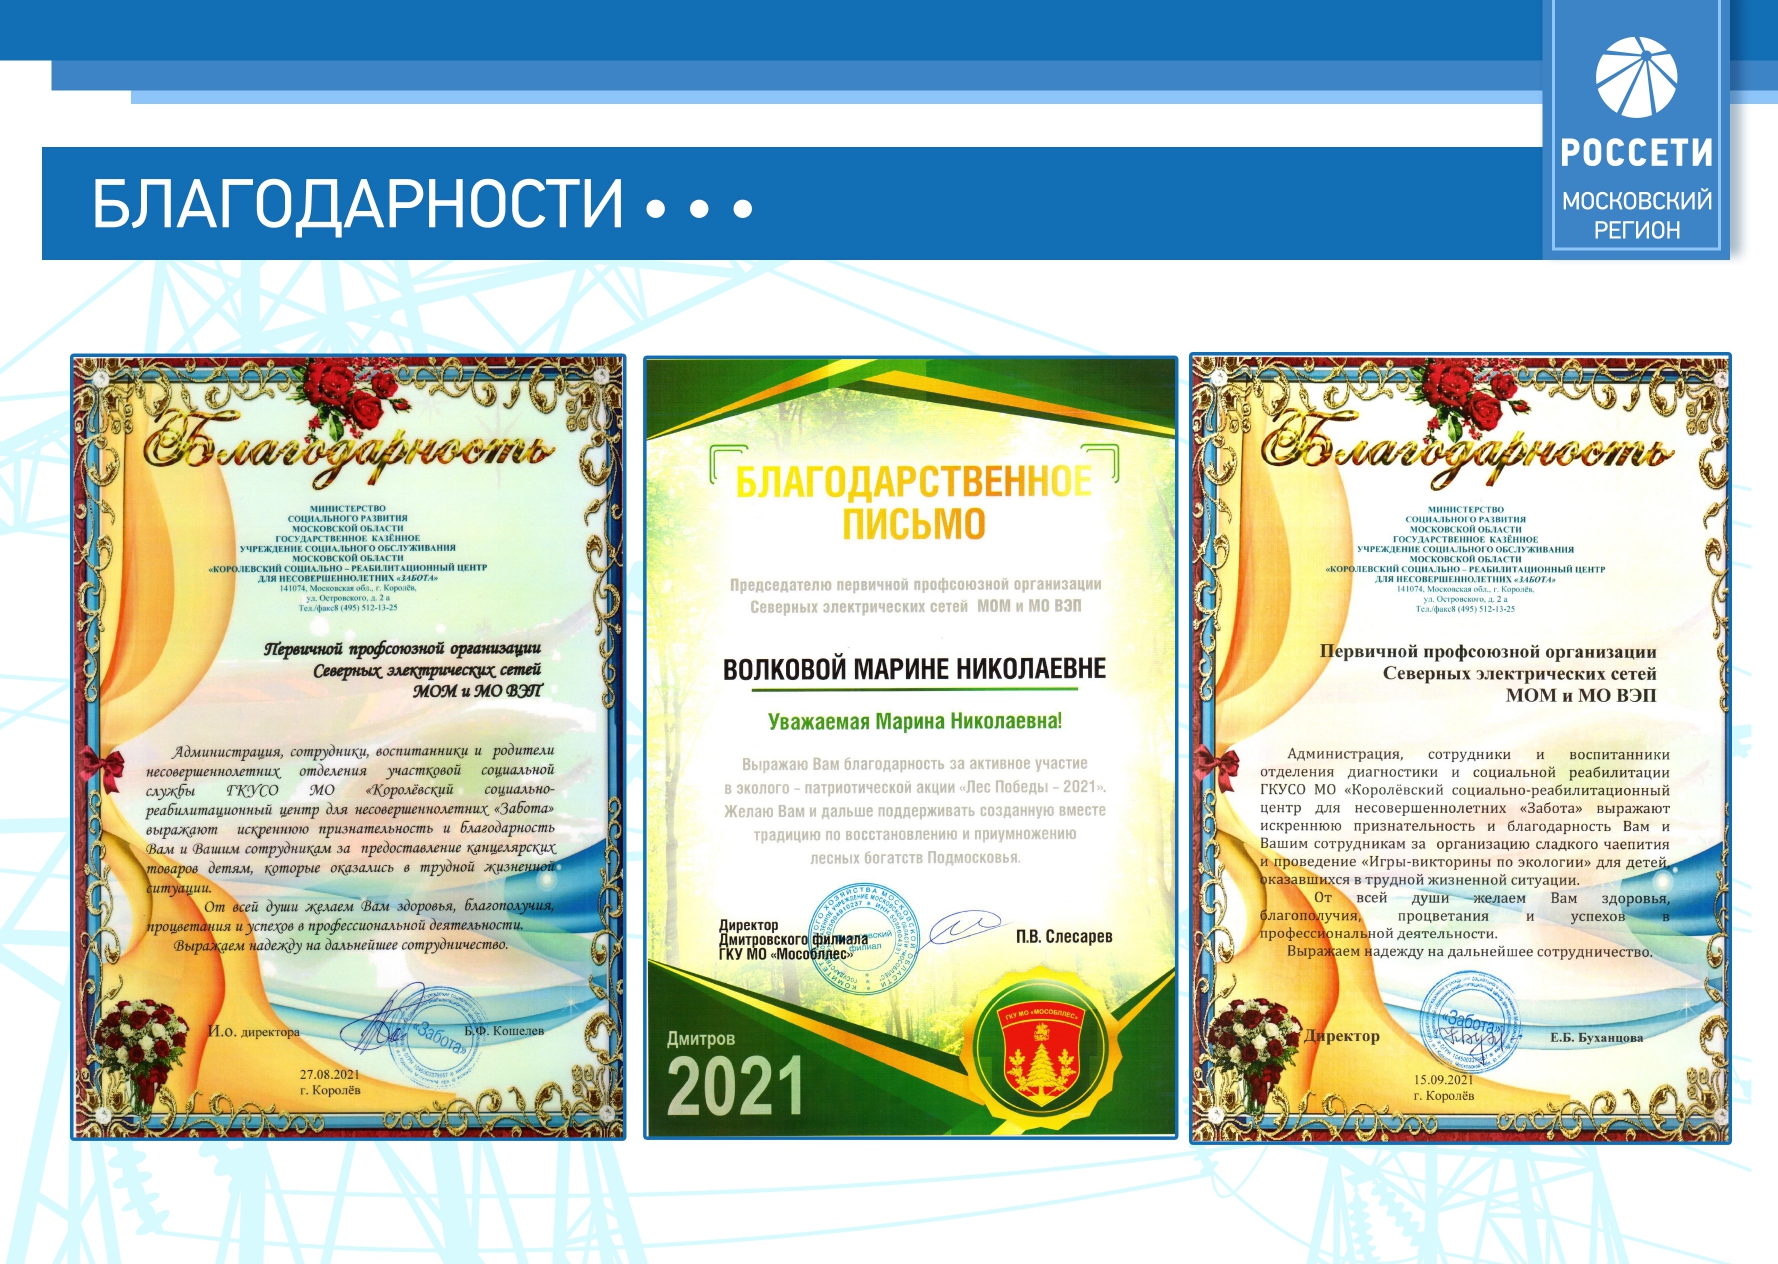 БЛАГОДАРНОСТИ • • •
РОССЕТИ
МОСКОВСКИЙ
РЕГИОН
Благодарность
МИНИСТЕРСТВО
СОЦИАЛЬНОГО РАЗВИТИЯ
МОСКОВСКОЙ ОБЛАСТИ
ГОСУДАРСТВЕННОЕ КАЗЁННОЕ
УЧРЕЖДЕНИЕ СОЦИАЛЬНОГО ОБСЛУЖИВАНИЯ
МОСКОВСКОЙ ОБЛАСТИ
«КОРОЛЕВСКИЙ СОЦИАЛЬНО – РЕАБИЛИТАЦИОННЫЙ ЦЕНТР
ДЛЯ НЕСОВЕРШЕННОЛЕТНИХ «ЗАБОТА»
141074, Московская обл., г. Королёв,
ул. Островского, д. 2 а
Тел./факс8 (495) 512-13-25
Первичной профсоюзной организации
Северных электрических сетей
МОМ и МО ВЭП
Администрация, сотрудники, воспитанники и родители
несовершеннолетних отделения участковой социальной
службы ГКУСО МО «Королёвский социально-
реабилитационный центр для несовершеннолетних «Забота»
выражают искреннюю признательность и благодарность
Вам и Вашим сотрудникам за предоставление канцелярских
товаров детям, которые оказались в трудной жизненной
ситуации.
От всей души желаем Вам здоровья, благополучия,
процветания и успехов в профессиональной деятельности.
Выражаем надежду на дальнейшее сотрудничество.
И.о. директора
«Забота»
Б.Ф. Кошелев
27.08.2021
г. Королёв
БЛАГОДАРСТВЕННОЕ
ПИСЬМО
Председателю первичной профсоюзной организации
Северных электрических сетей МОМ и МО ВЭП
ВОЛКОВОЙ МАРИНЕ НИКОЛАЕВНЕ
Уважаемая Марина Николаевна!
Выражаю Вам благодарность за активное участие
в эколого – патриотической акции «Лес Победы – 2021».
Желаю Вам и дальше поддерживать созданную вместе
традицию по восстановлению и приумножению
лесных богатств Подмосковья.
Директор
Дмитровского филиала
ГКУ МО «Мособллес»
филиал
П.В. Слесарев
ГКУ МО «МОСОБЛЛЕС»
Дмитров
2021
Благодарность
МИНИСТЕРСТВО
СОЦИАЛЬНОГО РАЗВИТИЯ
МОСКОВСКОЙ ОБЛАСТИ
ГОСУДАРСТВЕННОЕ КАЗЁННОЕ
УЧРЕЖДЕНИЕ СОЦИАЛЬНОГО ОБСЛУЖИВАНИЯ
МОСКОВСКОЙ ОБЛАСТИ
«КОРОЛЕВСКИЙ СОЦИАЛЬНО – РЕАБИЛИТАЦИОННЫЙ ЦЕНТР
ДЛЯ НЕСОВЕРШЕННОЛЕТНИХ «ЗАБОТА»
141074, Московская обл., г. Королёв,
ул. Островского, д. 2 а
Тел./факс8 (495) 512-13-25
Первичной профсоюзной организации
Северных электрических сетей
МОМ и МО ВЭП
Администрация, сотрудники и воспитанники
отделения диагностики и социальной реабилитации
ГКУСО МО «Королёвский социально-реабилитационный
центр для несовершеннолетних «Забота» выражают
искреннюю признательность и благодарность Вам и
Вашим сотрудникам за организацию сладкого чаепития
и проведение «Игры-викторины по экологии» для детей,
оказавшихся в трудной жизненной ситуации.
От всей души желаем Вам здоровья,
благополучия, процветания и успехов в
профессиональной деятельности.
Выражаем надежду на дальнейшее сотрудничество.
Директор
«Забота»
Е.Б. Буханцова
15.09.2021
г. Королёв